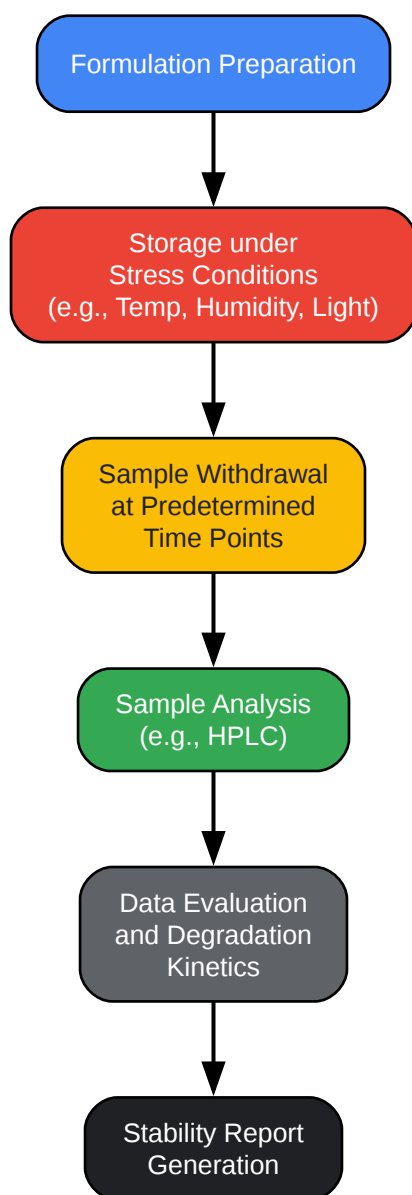 Formulation Preparation
Storage under
Stress Conditions
(e.g., Temp, Humidity, Light)
Sample Withdrawal
at Predetermined
Time Points
Sample Analysis
(e.g., HPLC)
Data Evaluation
and Degradation
Kinetics
Stability Report
Generation